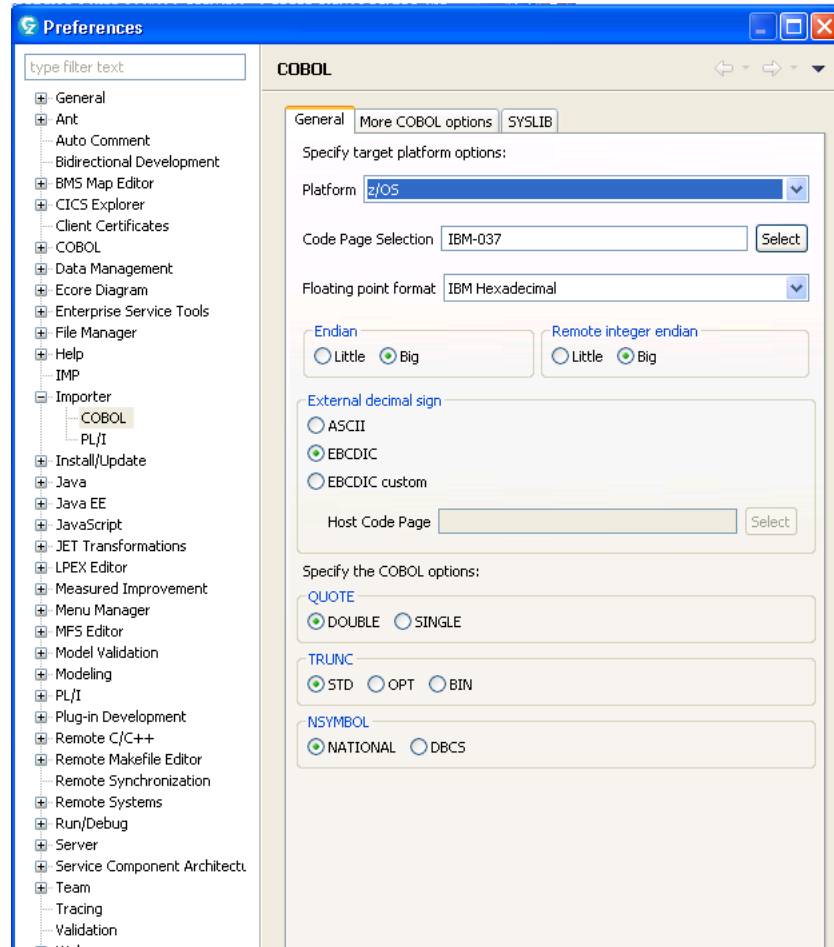 Preferences
type filter text
COBOL
General
Ant
Auto Comment
Bidirectional Development
BMS Map Editor
CICS Explorer
Client Certificates
COBOL
Data Management
Ecore Diagram
Enterprise Service Tools
File Manager
Help
IMP
Importer
COBOL
PL/I
Install/Update
Java
Java EE
JavaScript
JET Transformations
LPEX Editor
Measured Improvement
Menu Manager
MFS Editor
Model Validation
Modeling
PL/I
Plug-in Development
Remote C/C++
Remote Makefile Editor
Remote Synchronization
Remote Systems
Run/Debug
Server
Service Component Architectu
Team
Tracing
Validation
General More COBOL options SYSLIB
Specify target platform options:
Platform z/OS
Code Page Selection IBM-037 Select
Floating point format IBM Hexadecimal
Endian Remote integer endian
Little Big Little Big
External decimal sign
ASCII
EBCDIC
EBCDIC custom
Host Code Page Select
Specify the COBOL options:
QUOTE
DOUBLE SINGLE
TRUNC
STD OPT BIN
NSYMBOL
NATIONAL DBCS